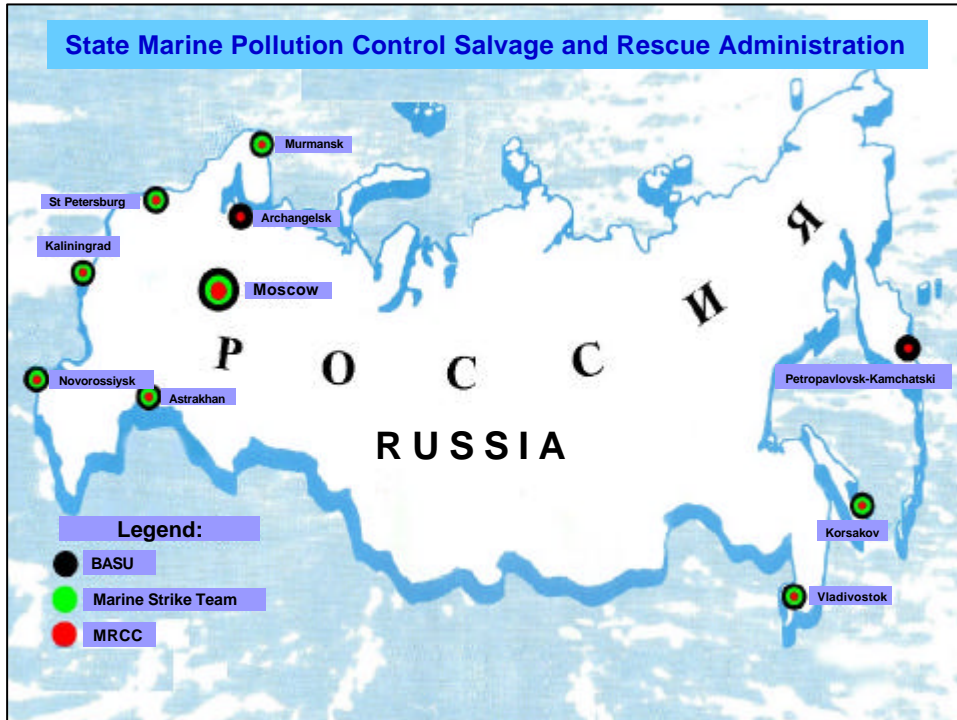 State Marine Pollution Control Salvage and Rescue Administration
Murmansk
St Petersburg
Archangelsk
Kaliningrad
Moscow
РОССИЯ
Petropavlovsk-Kamchatski
Novorossiysk
Astrakhan
RUSSIA
Korsakov
Legend:
BASU
Marine Strike Team
Vladivostok
MRCC